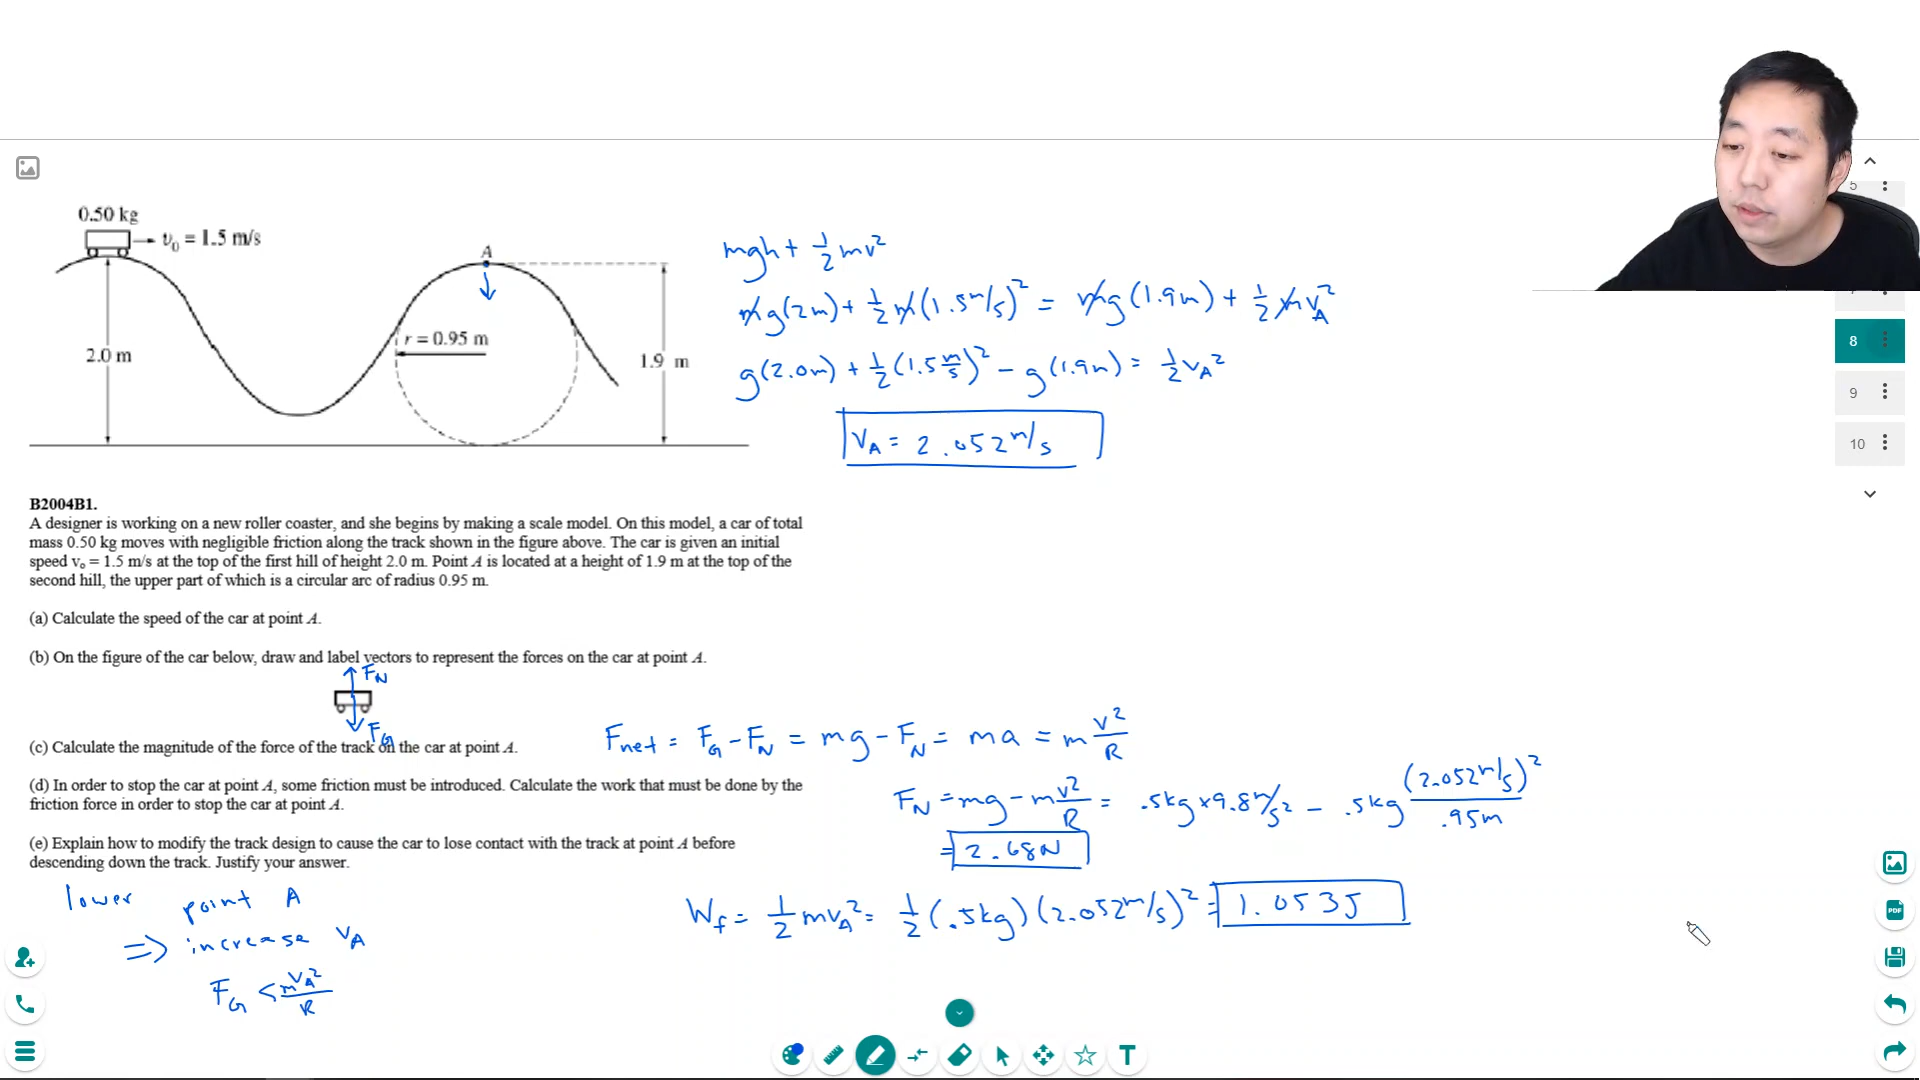 0.50 kg
υ₀ = 1.5 m/s
A
r = 0.95 m
2.0 m
1.9 m
mgh + ½mv²
mg(2m) + ½m(1.5m/s)² = mg(1.9m) + ½mv_A²
g(2.0m) + ½(1.5m/s)² - g(1.9m) = ½v_A²
v_A = 2.052m/s
B2004B1.
A designer is working on a new roller coaster, and she begins by making a scale model. On this model, a car of total
mass 0.50 kg moves with negligible friction along the track shown in the figure above. The car is given an initial
speed vₒ = 1.5 m/s at the top of the first hill of height 2.0 m. Point A is located at a height of 1.9 m at the top of the
second hill, the upper part of which is a circular arc of radius 0.95 m.
(a) Calculate the speed of the car at point A.
(b) On the figure of the car below, draw and label vectors to represent the forces on the car at point A.
F_N
F_G
(c) Calculate the magnitude of the force of the track on the car at point A.
F_net = F_G - F_N = mg - F_N = ma = m v²/R
F_N = mg - m v²/R = .5kg × 9.8m/s² - .5kg (2.052m/s)²/.95m
= 2.68N
(d) In order to stop the car at point A, some friction must be introduced. Calculate the work that must be done by the
friction force in order to stop the car at point A.
(e) Explain how to modify the track design to cause the car to lose contact with the track at point A before
descending down the track. Justify your answer.
W_f = ½mv_A² = ½(.5kg)(2.052m/s)² = 1.053J
lower point A
⇒ increase v_A
F_G < mv_A²/R
5
8
9
10
PDF
T